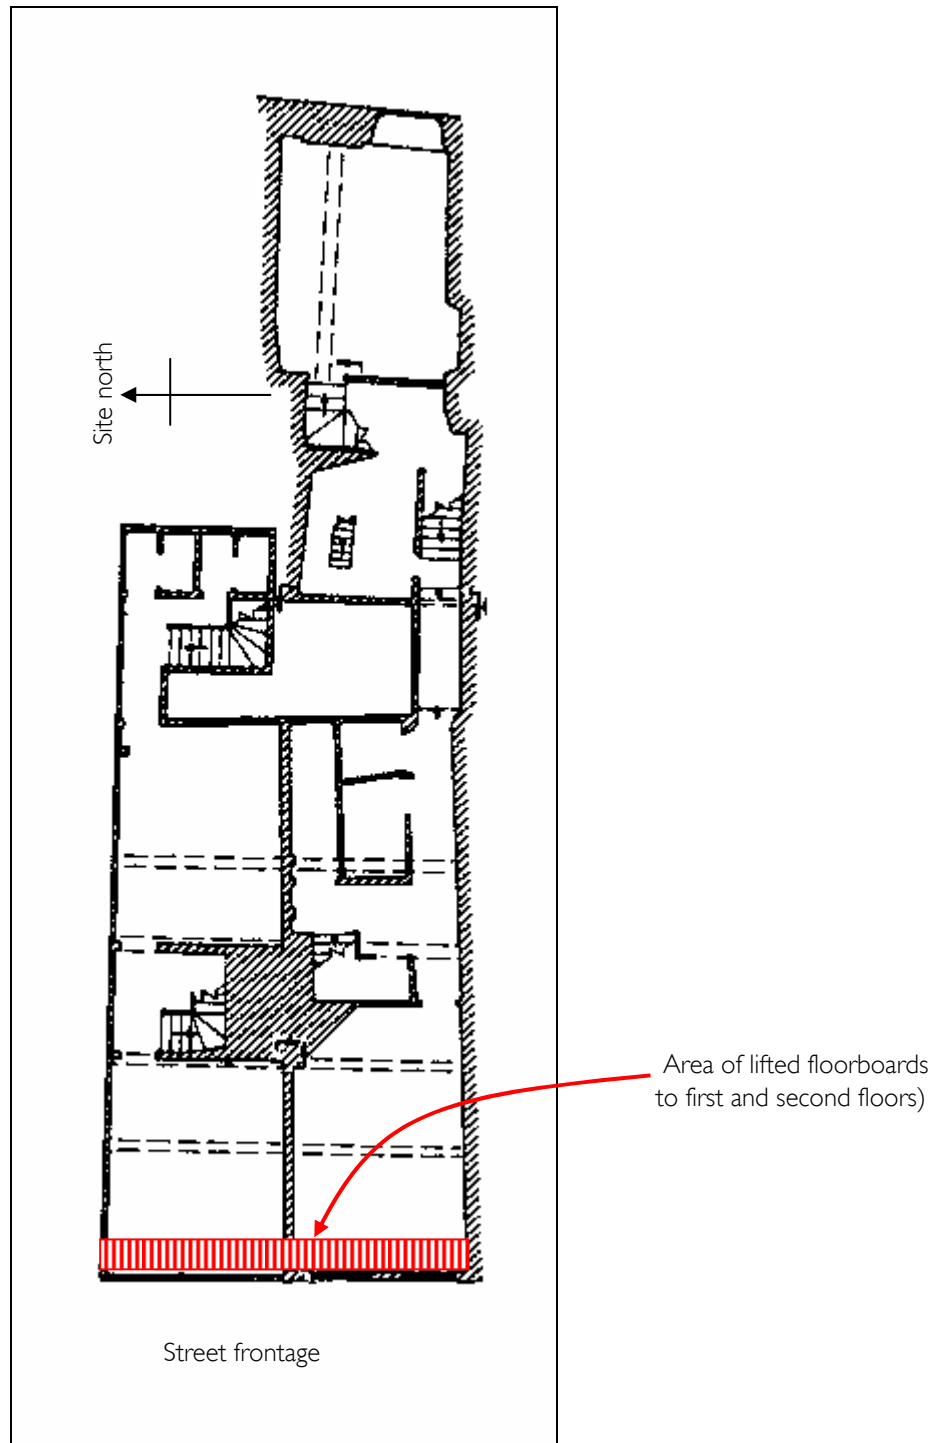 Site north
Area of lifted floorboards
to first and second floors)
Street frontage